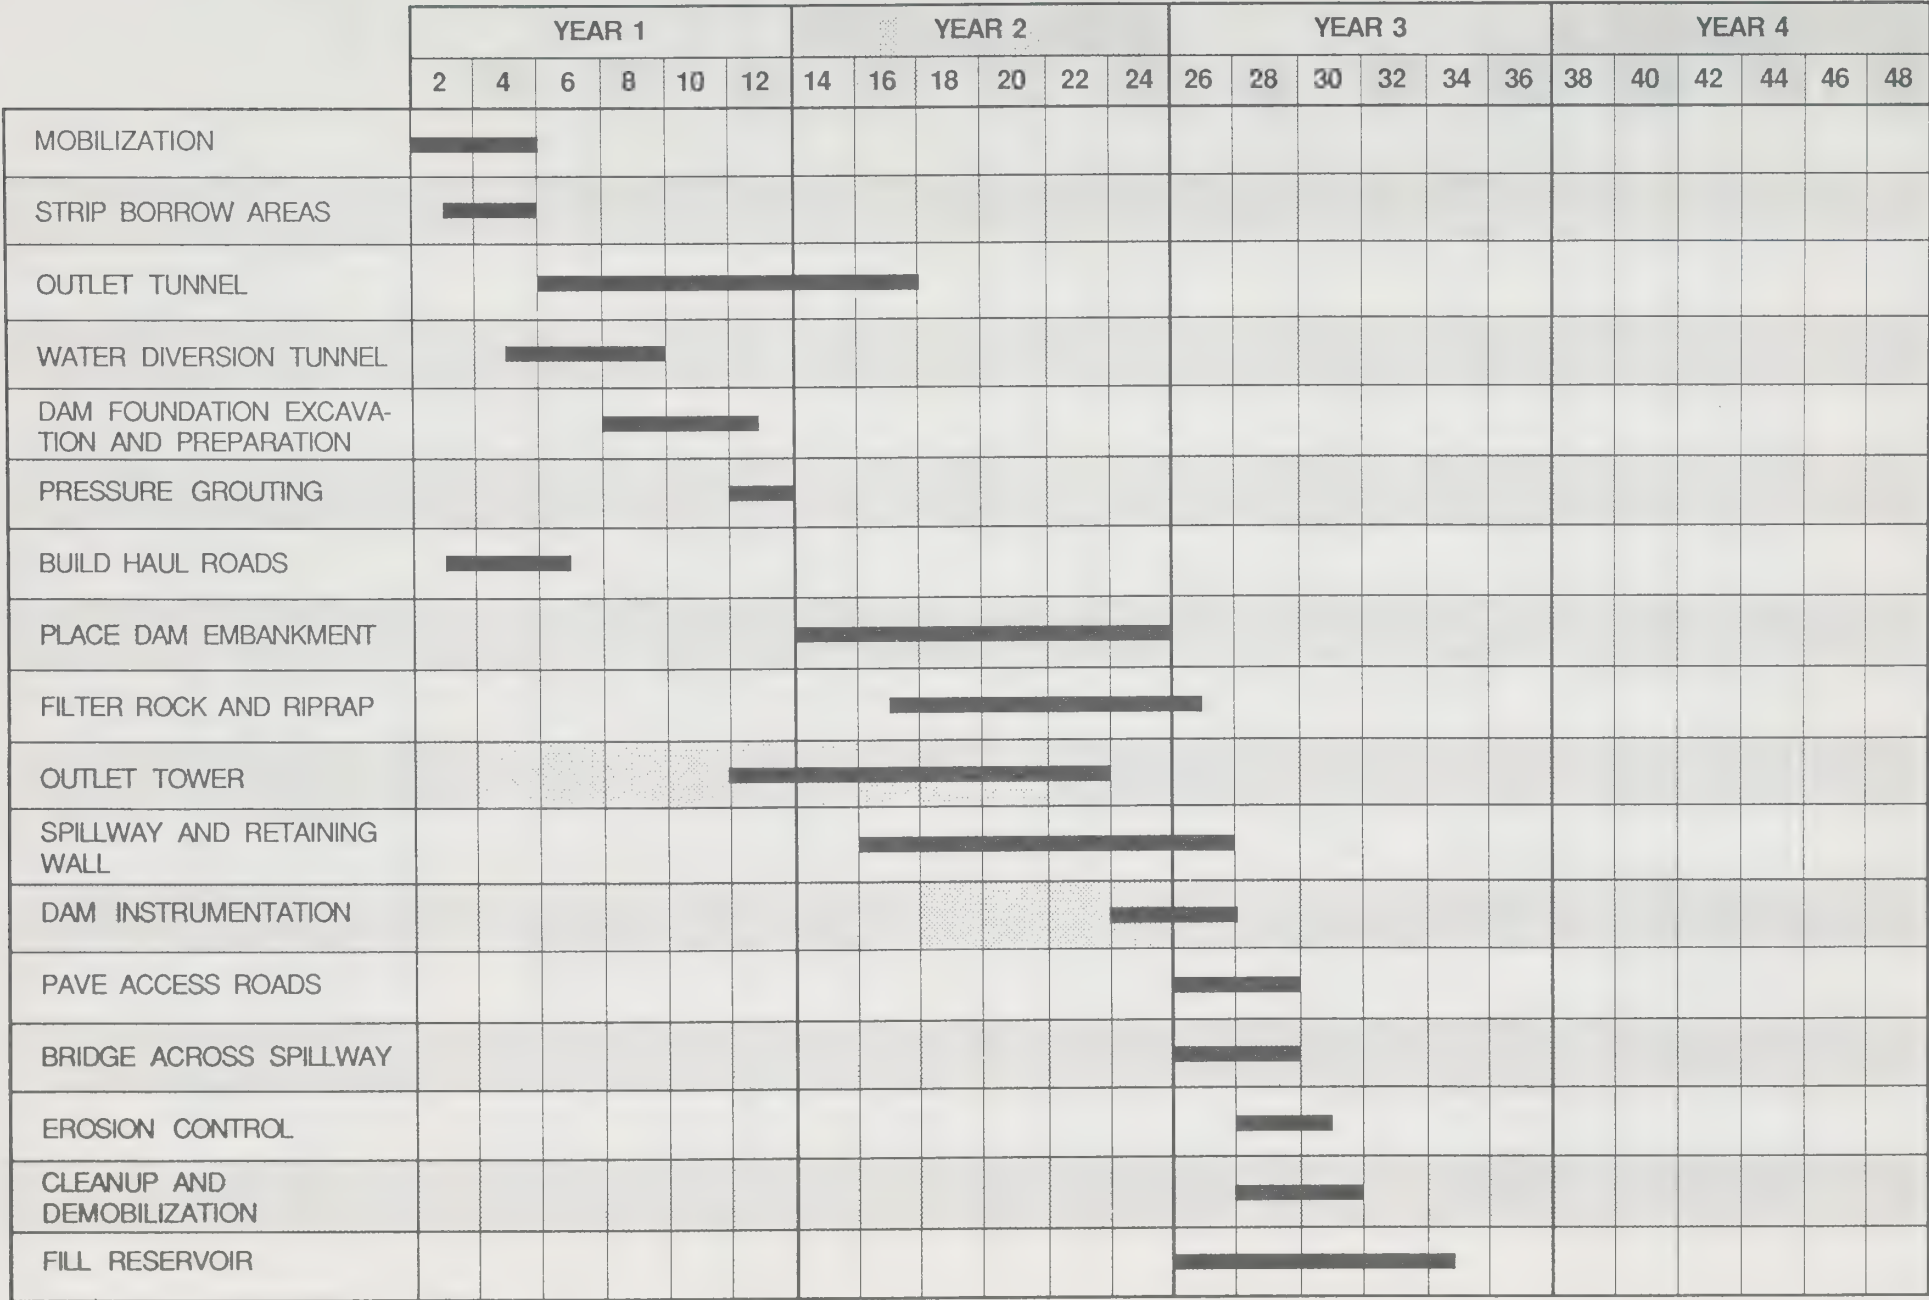 YEAR 1 YEAR 2 YEAR 3 YEAR 4
2 4 6 8 10 12 14 16 18 20 22 24 26 28 30 32 34 36 38 40 42 44 46 48
MOBILIZATION
STRIP BORROW AREAS
OUTLET TUNNEL
WATER DIVERSION TUNNEL
DAM FOUNDATION EXCAVA-
TION AND PREPARATION
PRESSURE GROUTING
BUILD HAUL ROADS
PLACE DAM EMBANKMENT
FILTER ROCK AND RIPRAP
OUTLET TOWER
SPILLWAY AND RETAINING
WALL
DAM INSTRUMENTATION
PAVE ACCESS ROADS
BRIDGE ACROSS SPILLWAY
EROSION CONTROL
CLEANUP AND
DEMOBILIZATION
FILL RESERVOIR